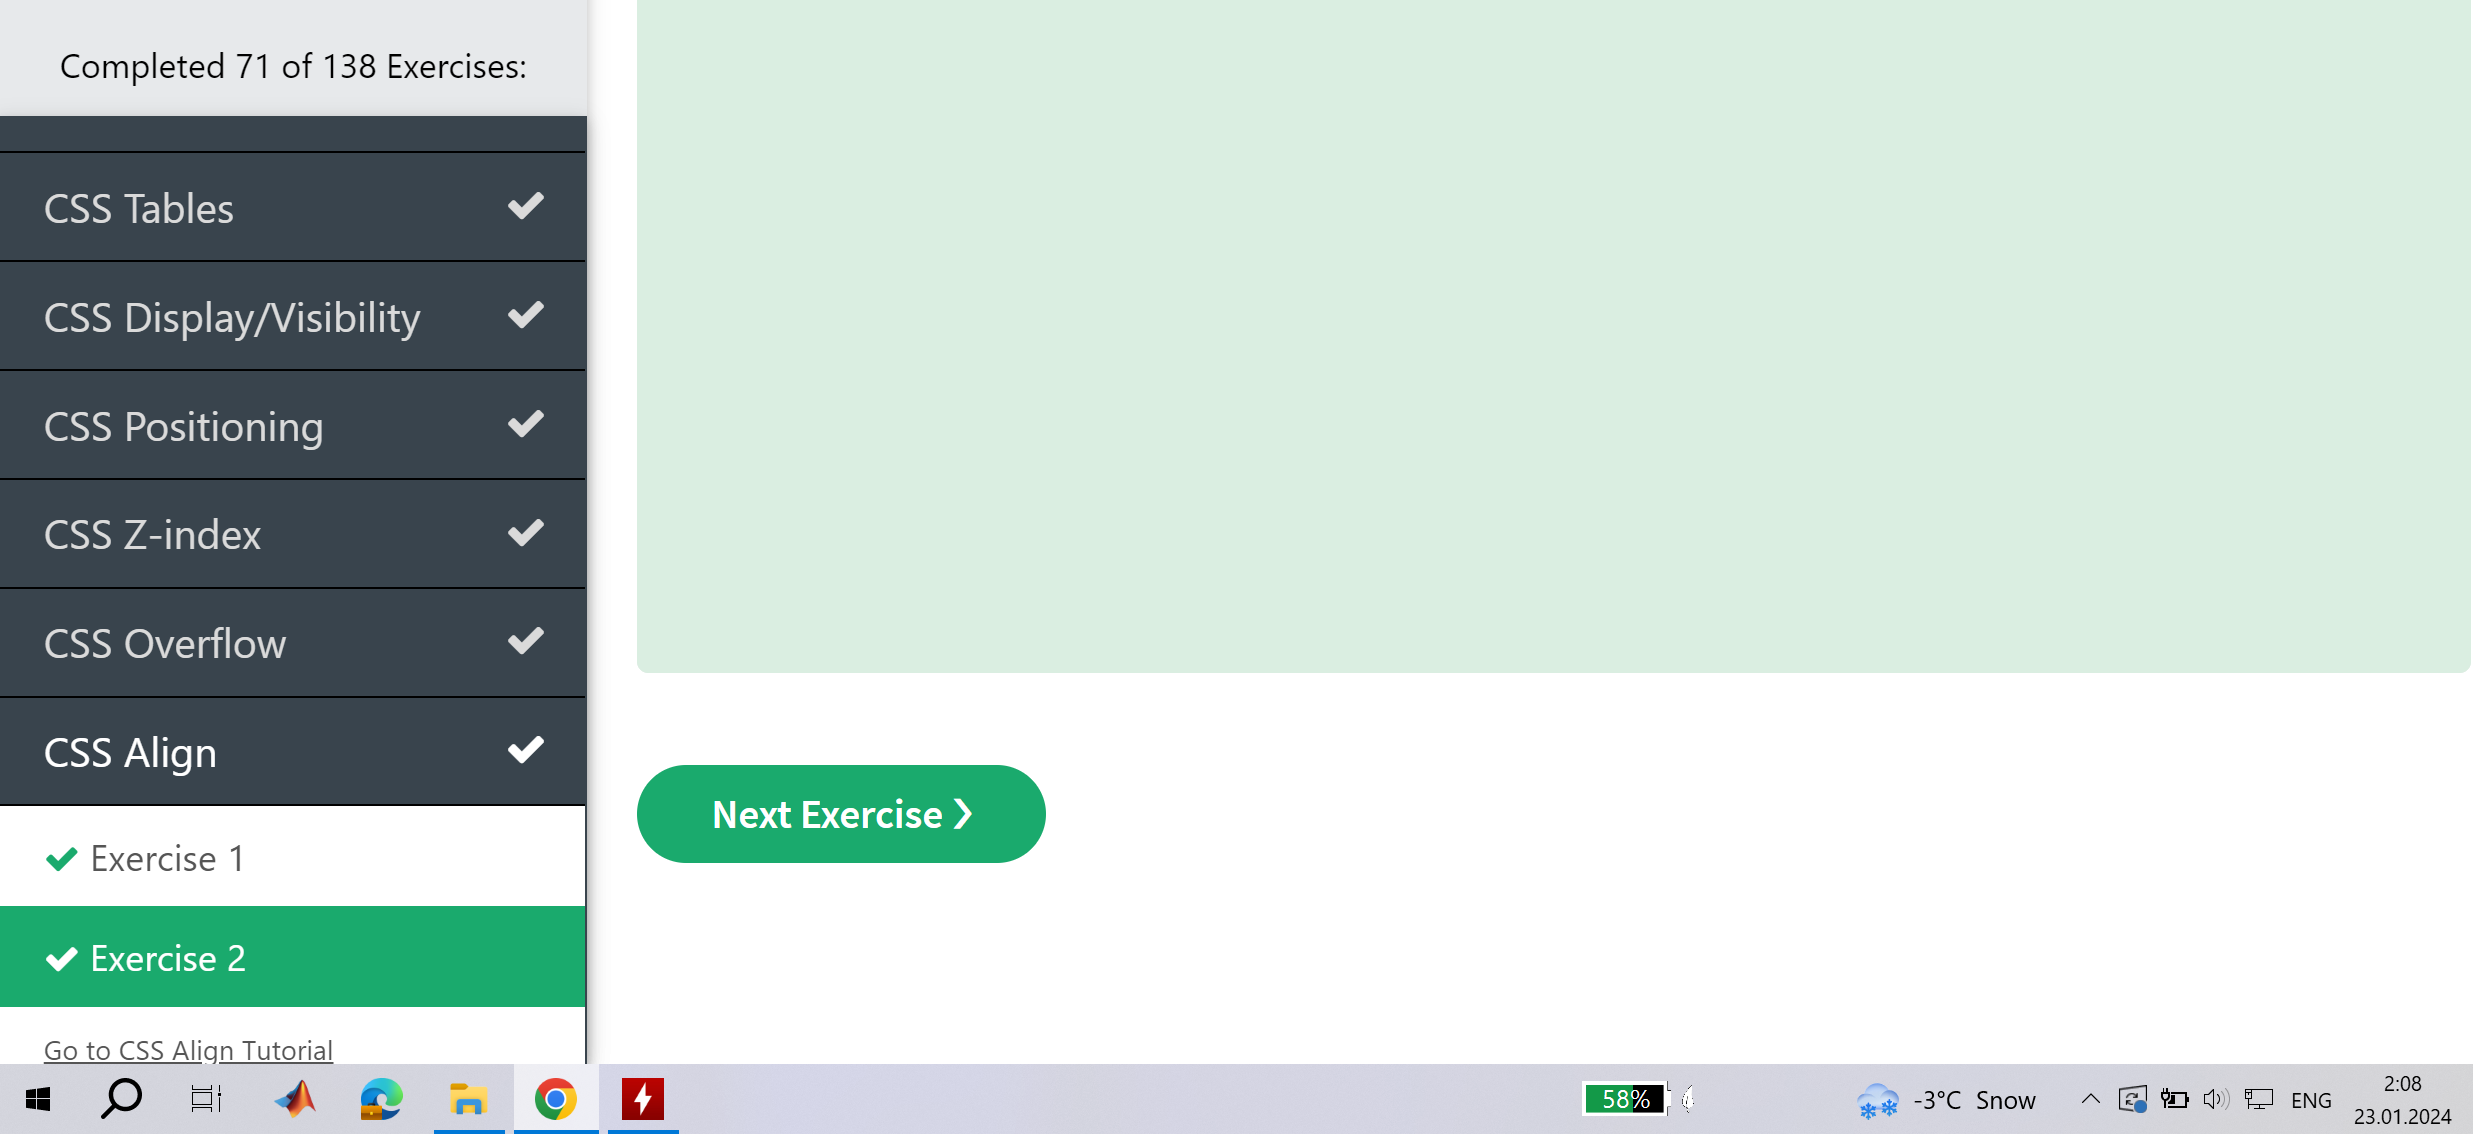 Completed 71 of 138 Exercises:
CSS Tables
CSS Display/Visibility
CSS Positioning
CSS Z-index
CSS Overflow
CSS Align
Exercise 1
Exercise 2
Go to CSS Align Tutorial
Next Exercise ❯
58%
-3°C Snow
ENG
2:08
23.01.2024